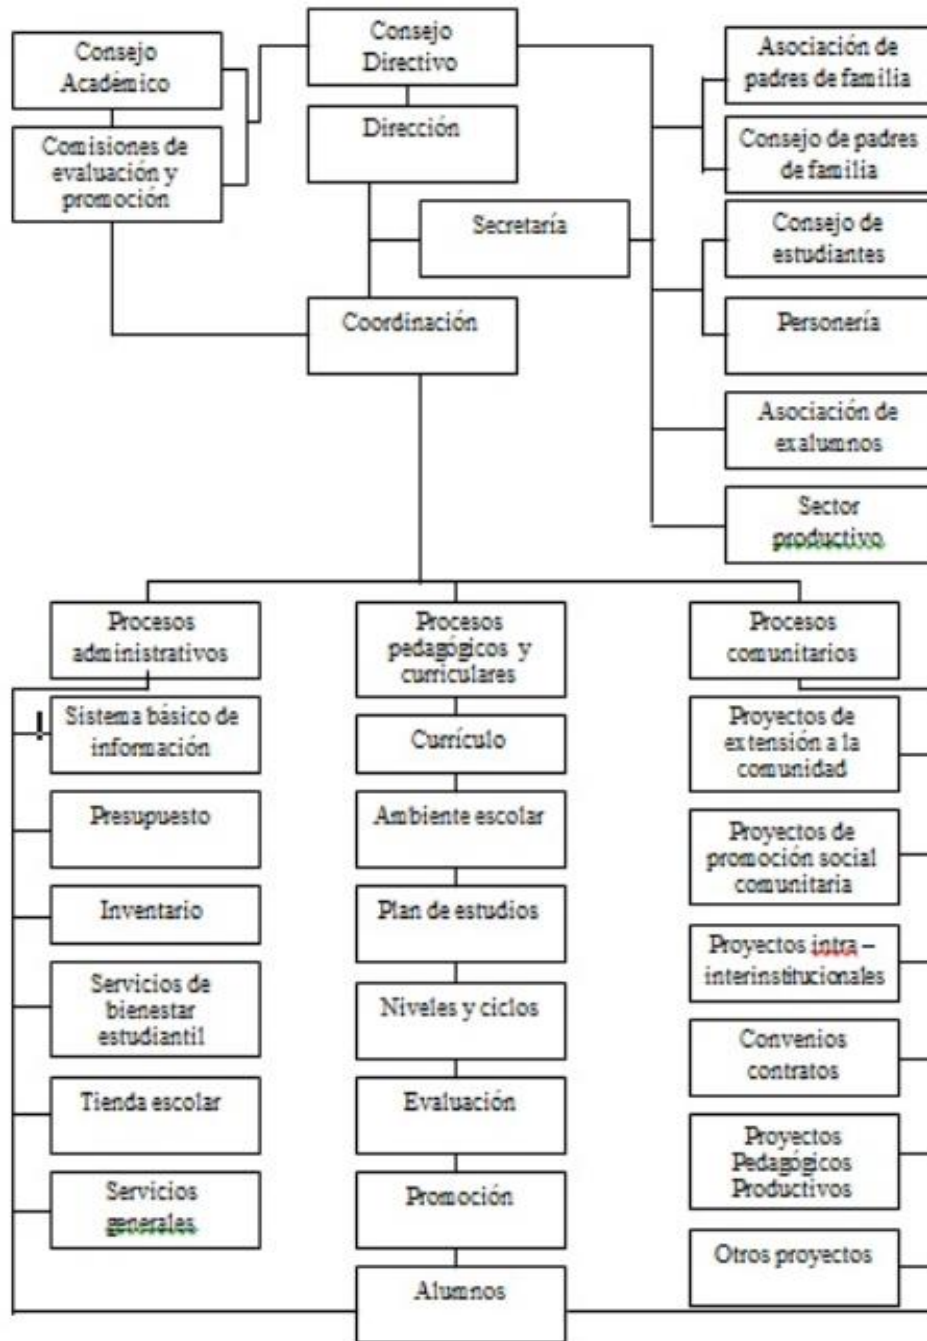 Consejo
Académico
Comisiones de
evaluación y
promoción
Consejo
Directivo
Dirección
Secretaría
Coordinación
Asociación de
padres de familia
Consejo de padres
de familia
Consejo de
estudiantes
Personería
Asociación de
exalumnos
Sector
productivo
Procesos
administrativos
Sistema básico de
información
Presupuesto
Inventario
Servicios de
bienestar
estudiantil
Tienda escolar
Servicios
generales
Procesos
pedagógicos y
curriculares
Currículo
Ambiente escolar
Plan de estudios
Niveles y ciclos
Evaluación
Promoción
Alumnos
Procesos
comunitarios
Proyectos de
extensión a la
comunidad
Proyectos de
promoción social
comunitaria
Proyectos intra –
interinstitucionales
Convenios
contratos
Proyectos
Pedagógicos
Productivos
Otros proyectos